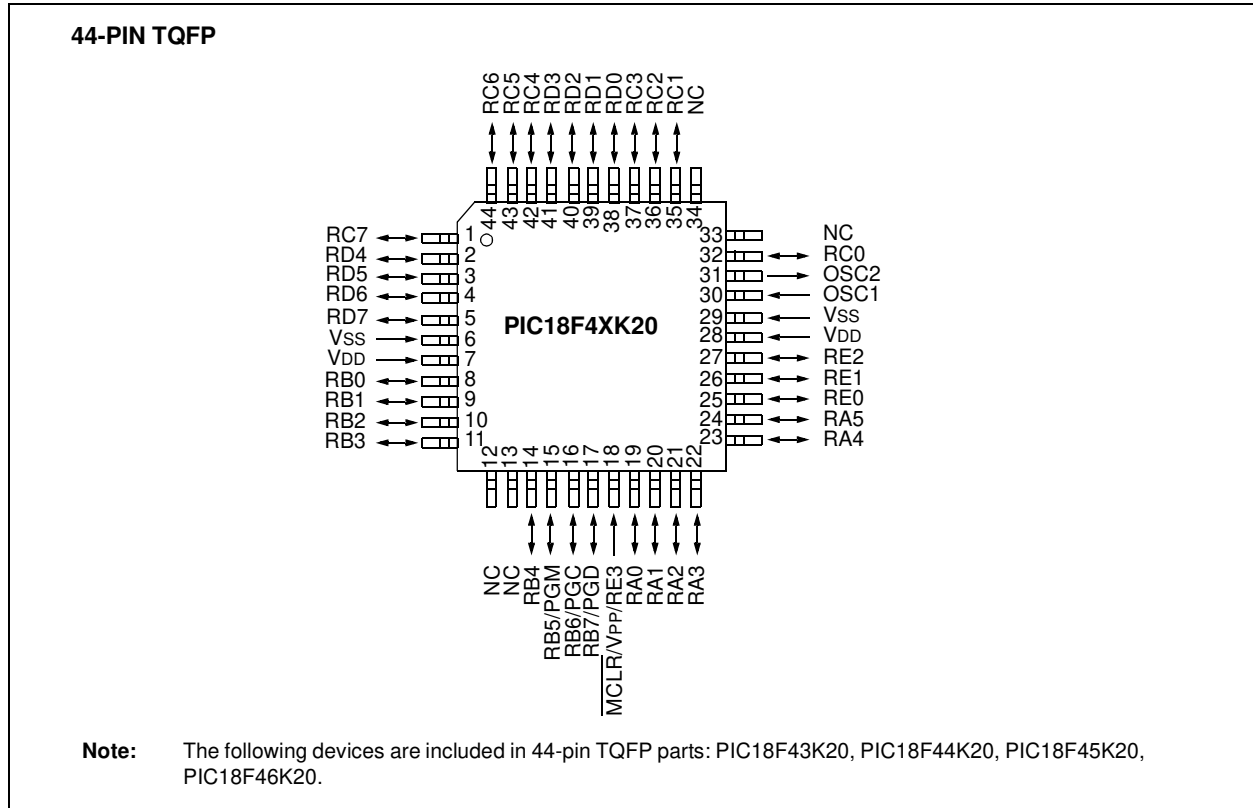 44-PIN TQFP
RC6
RC5
RC4
RD3
RD2
RD1
RD0
RC3
RC2
RC1
NC
44
43
42
41
40
39
38
37
36
35
34
RC7 1
RD4 2
RD5 3
RD6 4
RD7 5
VSS 6
VDD 7
RB0 8
RB1 9
RB2 10
RB3 11
PIC18F4XK20
33 NC
32 RC0
31 OSC2
30 OSC1
29 VSS
28 VDD
27 RE2
26 RE1
25 RE0
24 RA5
23 RA4
12
13
14
15
16
17
18
19
20
21
22
NC
NC
RB4
RB5/PGM
RB6/PGC
RB7/PGD
MCLR/VPP/RE3
RA0
RA1
RA2
RA3
Note: The following devices are included in 44-pin TQFP parts: PIC18F43K20, PIC18F44K20, PIC18F45K20,
PIC18F46K20.